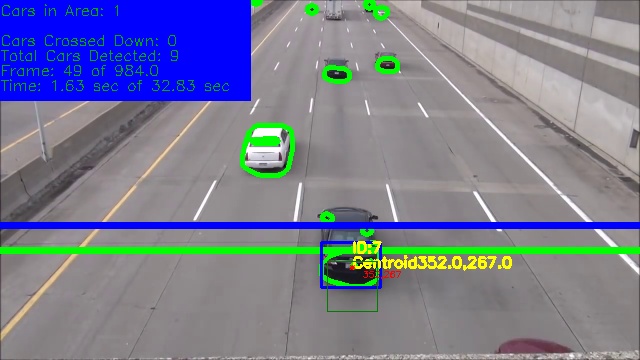 Cars in Area: 1
Cars Crossed Down: 0
Total Cars Detected: 9
Frame: 49 of 984.0
Time: 1.63 sec of 32.83 sec
ID:7
Centroid352.0,267.0